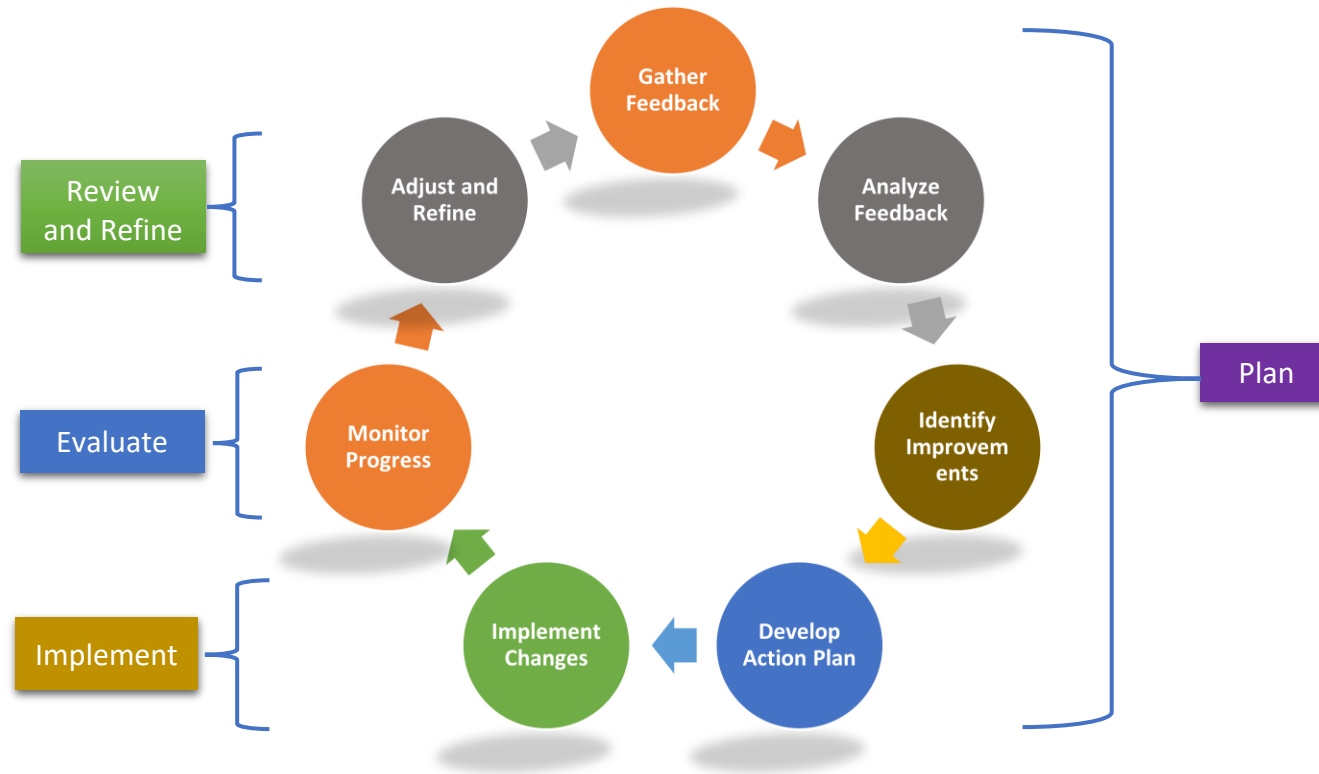 Gather
Feedback
Analyze
Feedback
Identify
Improvem
ents
Develop
Action Plan
Implement
Changes
Monitor
Progress
Adjust and
Refine
Review
and Refine
Evaluate
Implement
Plan